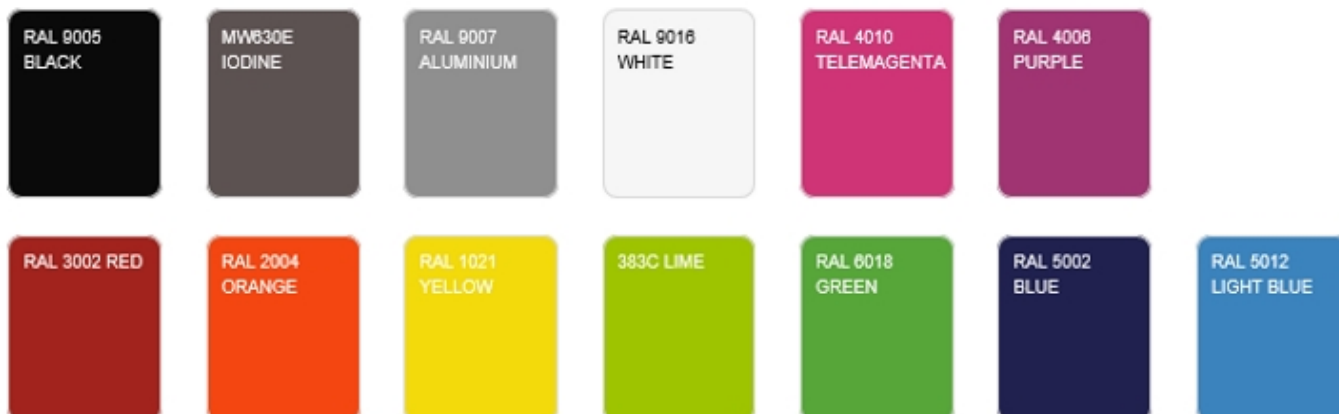 RAL 9005
BLACK
MW630E
IODINE
RAL 9007
ALUMINIUM
RAL 9016
WHITE
RAL 4010
TELEMAGENTA
RAL 4006
PURPLE
RAL 3002 RED
RAL 2004
ORANGE
RAL 1021
YELLOW
383C LIME
RAL 6018
GREEN
RAL 5002
BLUE
RAL 5012
LIGHT BLUE